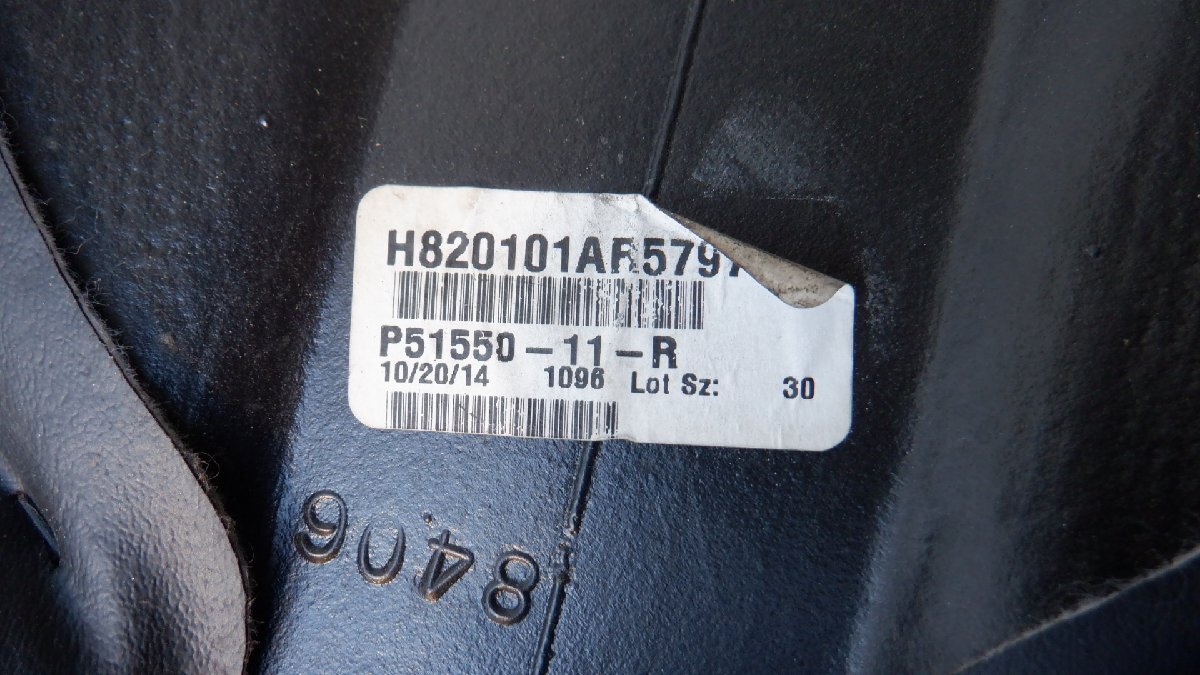 H820101AR5797
P51550-11-R
10/20/14 1096 Lot Sz: 30
8406